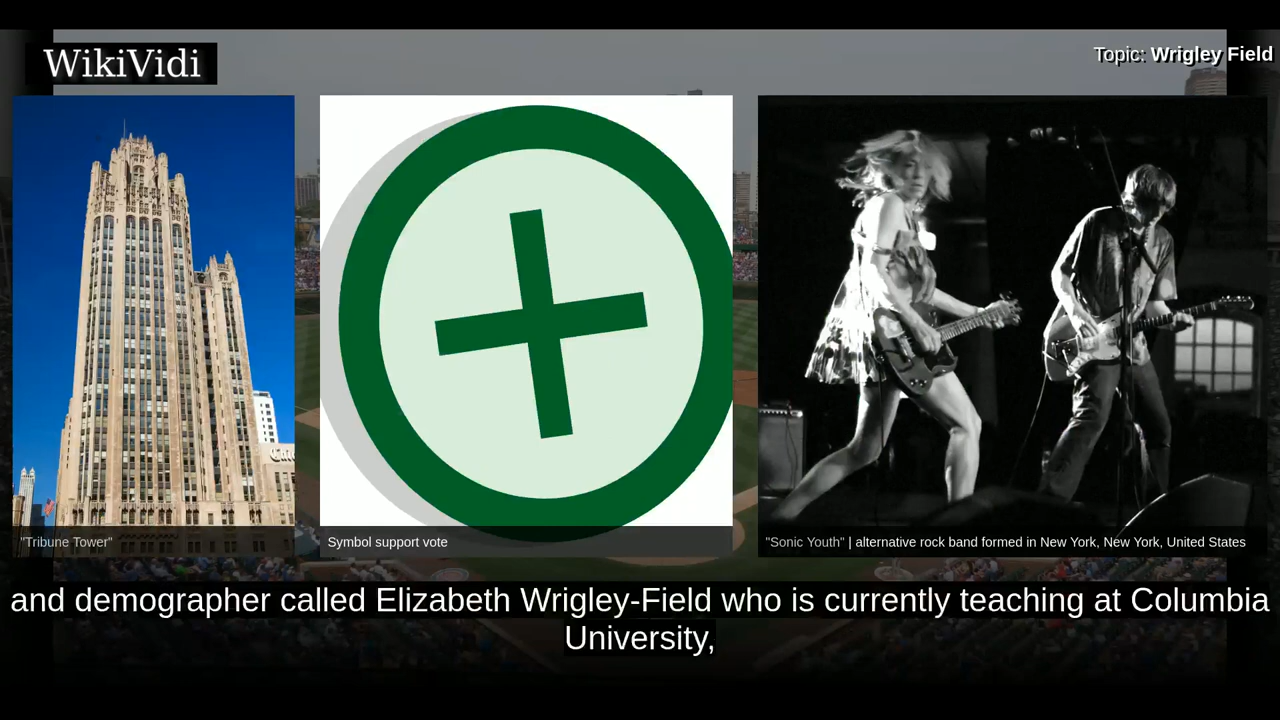 WikiVidi
Topic: Wrigley Field
"Tribune Tower"
Symbol support vote
"Sonic Youth" | alternative rock band formed in New York, New York, United States
and demographer called Elizabeth Wrigley-Field who is currently teaching at Columbia
University,